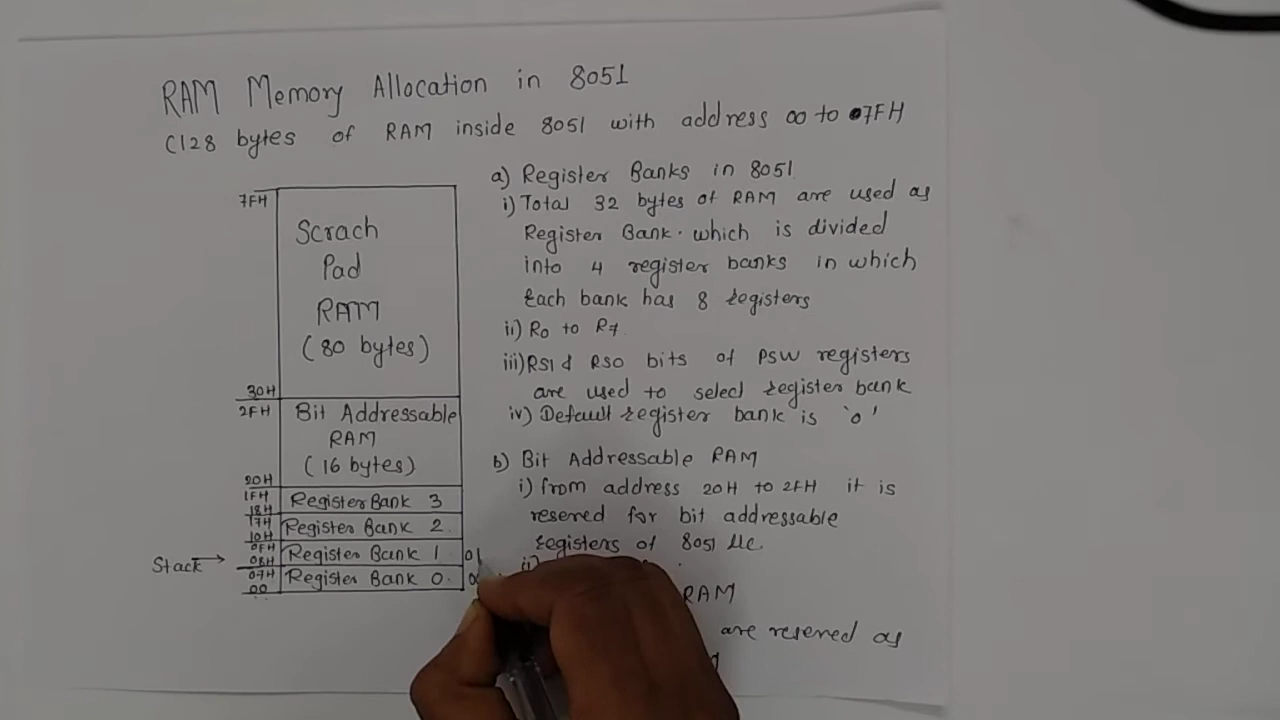 RAM Memory Allocation in 8051
(128 bytes of RAM inside 8051 with address 00 to 07FH
7FH
Scrach
Pad
RAM
(80 bytes)
30H
2FH
Bit Addressable
RAM
(16 bytes)
20H
1FH
18H
Register Bank 3
17H
10H
Register Bank 2
0FH
08H
Register Bank 1 01
Stack →
07H
00
Register Bank 0
a) Register Banks in 8051
i) Total 32 bytes of RAM are used as
Register Bank. which is divided
into 4 register banks in which
Each bank has 8 registers
ii) R0 to R7
iii) RS1 & RS0 bits of PSW registers
are used to select register bank
iv) Default register bank is '0'
b) Bit Addressable RAM
i) from address 20H to 2FH it is
reserved for bit addressable
registers of 8051 μc.
ii)
RAM
are reserved as